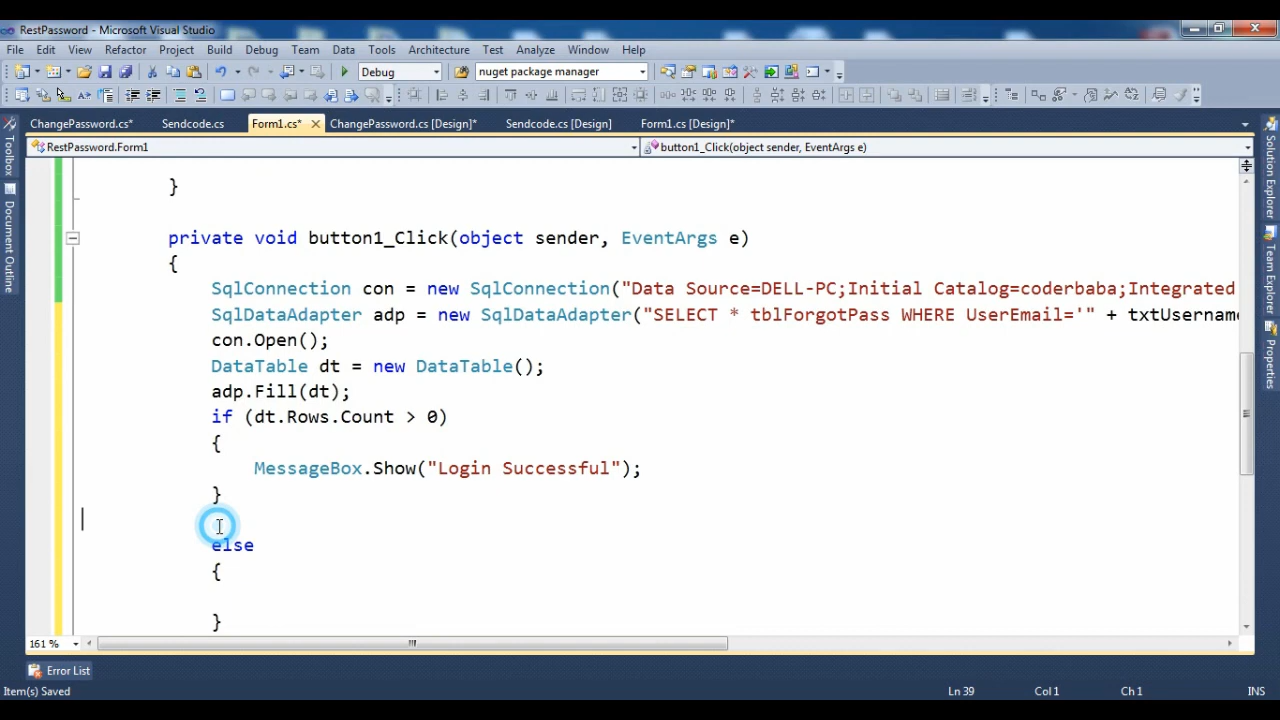 RestPassword - Microsoft Visual Studio
File Edit View Refactor Project Build Debug Team Data Tools Architecture Test Analyze Window Help
Debug nuget package manager
ChangePassword.cs* Sendcode.cs Form1.cs* ChangePassword.cs [Design]* Sendcode.cs [Design] Form1.cs [Design]*
RestPassword.Form1 button1_Click(object sender, EventArgs e)
Toolbox
Document Outline
}
private void button1_Click(object sender, EventArgs e)
{
SqlConnection con = new SqlConnection("Data Source=DELL-PC;Initial Catalog=coderbaba;Integrated
SqlDataAdapter adp = new SqlDataAdapter("SELECT * tblForgotPass WHERE UserEmail='" + txtUsername
con.Open();
DataTable dt = new DataTable();
adp.Fill(dt);
if (dt.Rows.Count > 0)
{
MessageBox.Show("Login Successful");
}
else
{
}
Solution Explorer
Team Explorer
Properties
161 %
Error List
Item(s) Saved Ln 39 Col 1 Ch 1 INS